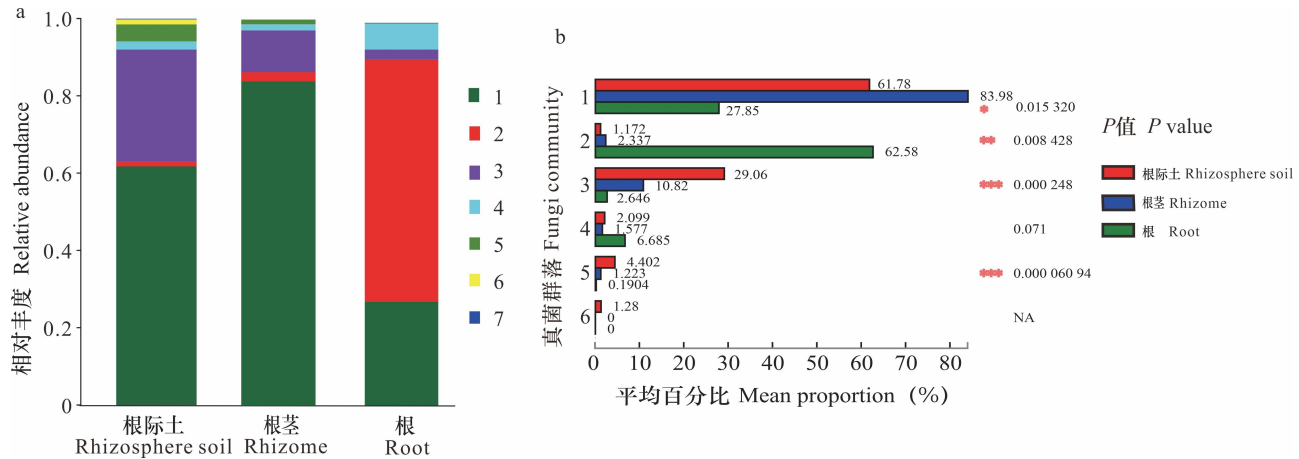 a
1.0
0.8
0.6
0.4
0.2
0
相对丰度 Relative abundance
根际土
Rhizosphere soil
根茎
Rhizome
根
Root
1
2
3
4
5
6
7
b
真菌群落 Fungi community
1
2
3
4
5
6
61.78
83.98
27.85
1.172
2.337
62.58
29.06
10.82
2.646
2.099
1.577
6.685
4.402
1.223
0.1904
1.28
0
0
0 10 20 30 40 50 60 70 80
平均百分比 Mean proportion (%)
* 0.015 320
** 0.008 428
*** 0.000 248
0.071
*** 0.000 060 94
NA
P值 P value
根际土 Rhizosphere soil
根茎 Rhizome
根 Root